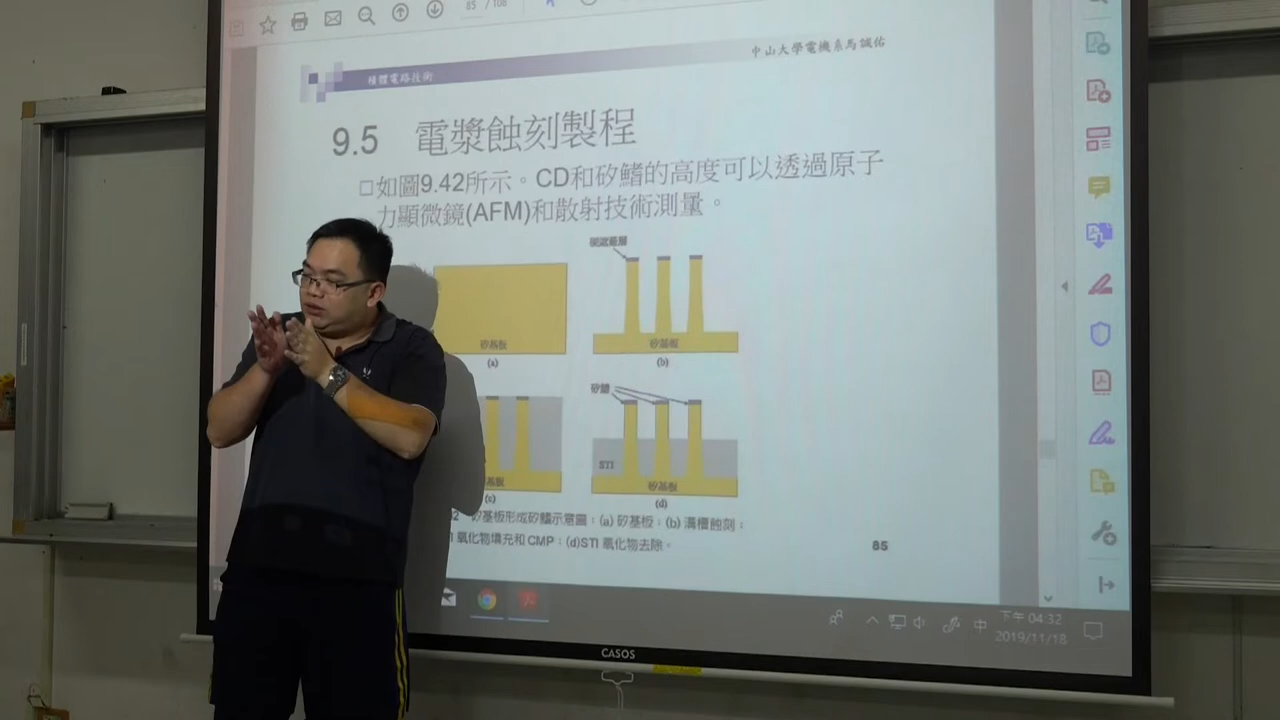 85 / 108
中山大學電機系馬誠佑
積體電路技術
9.5 電漿蝕刻製程
□如圖9.42所示。CD和矽鰭的高度可以透過原子
力顯微鏡(AFM)和散射技術測量。
矽基板
(a)
矽基板
(b)
矽鰭
(c)
STI
矽基板
(d)
矽基板形成矽鰭示意圖：(a) 矽基板；(b) 溝槽蝕刻；
氧化物填充和 CMP；(d)STI 氧化物去除。
85
中
下午 04:32
2019/11/18
CASOS